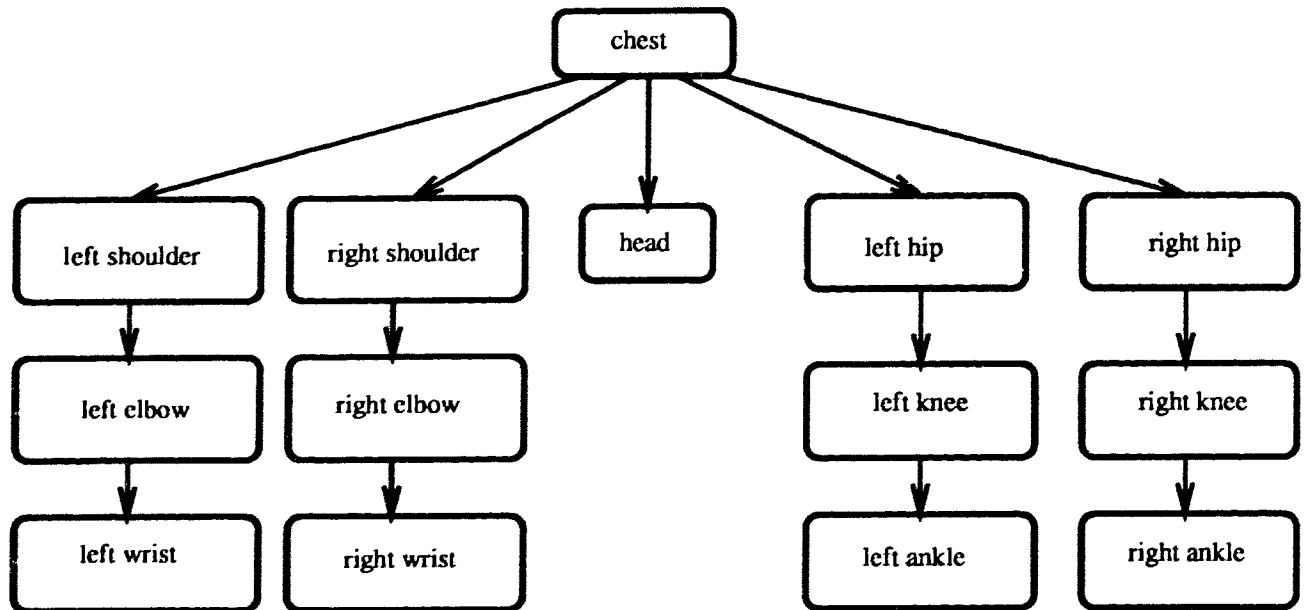 chest
left shoulder
right shoulder
head
left hip
right hip
left elbow
right elbow
left knee
right knee
left wrist
right wrist
left ankle
right ankle